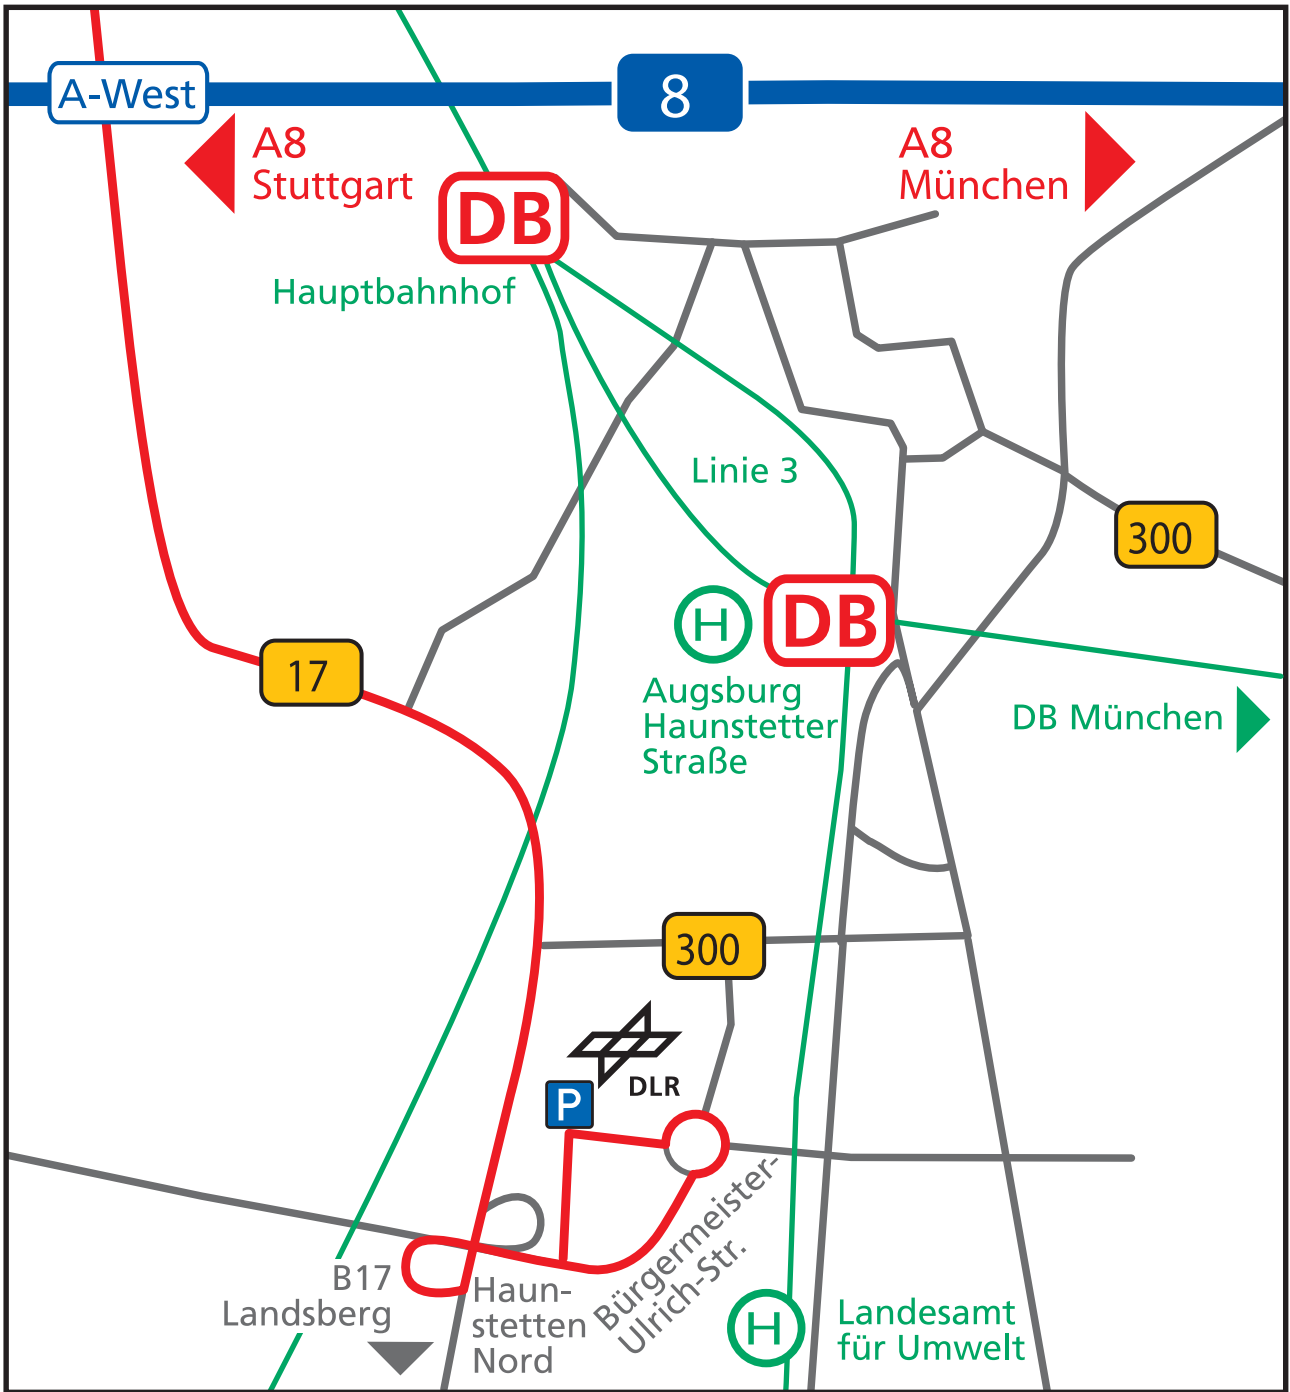 A-West
8
A8
Stuttgart
A8
München
DB
Hauptbahnhof
Linie 3
300
H
DB
17
Augsburg
Haunstetter
Straße
DB München
300
DLR
P
B17
Landsberg
Haun-
stetten
Nord
Bürgermeister-
Ulrich-Str.
H
Landesamt
für Umwelt